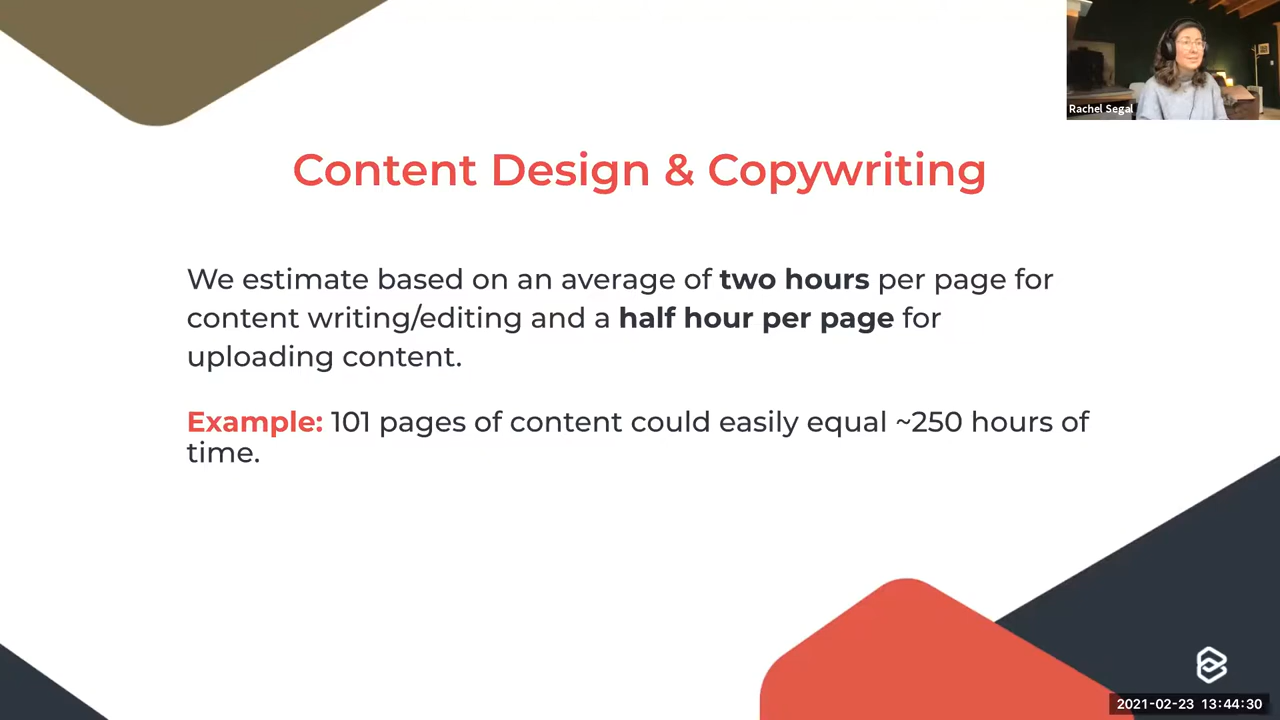 Rachel Segal
Content Design & Copywriting
We estimate based on an average of two hours per page for
content writing/editing and a half hour per page for
uploading content.
Example: 101 pages of content could easily equal ~250 hours of
time.
2021-02-23 13:44:30